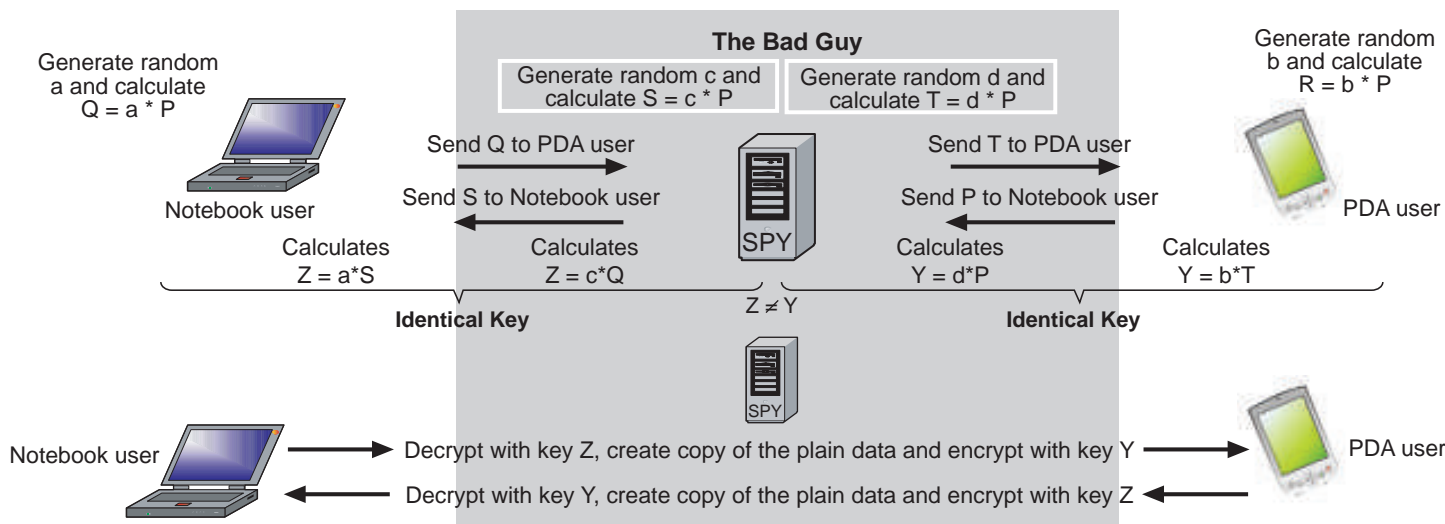 The Bad Guy
Generate random
a and calculate
Q = a * P
Generate random c and
calculate S = c * P
Generate random d and
calculate T = d * P
Generate random
b and calculate
R = b * P
Send Q to PDA user
Send T to PDA user
Send S to Notebook user
Send P to Notebook user
Notebook user
SPY
PDA user
Calculates
Z = a*S
Calculates
Z = c*Q
Calculates
Y = d*P
Calculates
Y = b*T
Identical Key
Z ≠ Y
Identical Key
SPY
Notebook user
Decrypt with key Z, create copy of the plain data and encrypt with key Y
PDA user
Decrypt with key Y, create copy of the plain data and encrypt with key Z